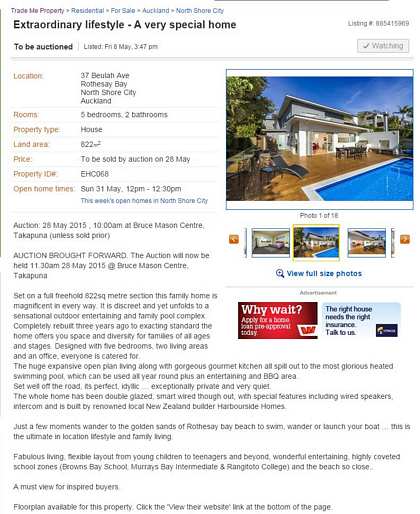 Trade Me Property > Residential > For Sale > Auckland > North Shore City
Extraordinary lifestyle - A very special home
Listing #: 885415969
To be auctioned
Listed: Fri 8 May, 3:47 pm
Watching
Location:
37 Beulah Ave
Rothesay Bay
North Shore City
Auckland
Rooms:
5 bedrooms, 2 bathrooms
Property type:
House
Land area:
822m²
Price:
To be sold by auction on 28 May
Property ID#:
EHC068
Open home times:
Sun 31 May, 12pm - 12:30pm
This week's open homes in North Shore City
Photo 1 of 18
View full size photos
Advertisement
Why wait?
Apply for a home
loan pre-approval
today.
The right house
needs the right
insurance.
Talk to us.
Auction: 28 May 2015 , 10:00am at Bruce Mason Centre,
Takapuna (unless sold prior)
AUCTION BROUGHT FORWARD. The Auction will now be
held 11.30am 28 May 2015 @ Bruce Mason Centre,
Takapuna
Set on a full freehold 822sq metre section this family home is
magnificent in every way. It is discreet and yet unfolds to a
sensational outdoor entertaining and family pool complex.
Completely rebuilt three years ago to exacting standard the
home offers you space and diversity for families of all ages
and stages. Designed with five bedrooms, two living areas
and an office, everyone is catered for.
The huge expansive open plan living along with gorgeous gourmet kitchen all spill out to the most glorious heated
swimming pool, which can be used all year round plus an entertaining and BBQ area.
Set well off the road, its perfect, idyllic ... exceptionally private and very quiet.
The whole home has been double glazed, smart wired though out, with special features including wired speakers,
intercom and is built by renowned local New Zealand builder Harbourside Homes.
Just a few moments wander to the golden sands of Rothesay bay beach to swim, wander or launch your boat ... this is
the ultimate in location lifestyle and family living.
Fabulous living, flexible layout from young children to teenagers and beyond, wonderful entertaining, highly coveted
school zones (Browns Bay School, Murrays Bay Intermediate & Rangitoto College) and the beach so close..
A must view for inspired buyers.
Floorplan available for this property. Click the 'View their website' link at the bottom of the page.